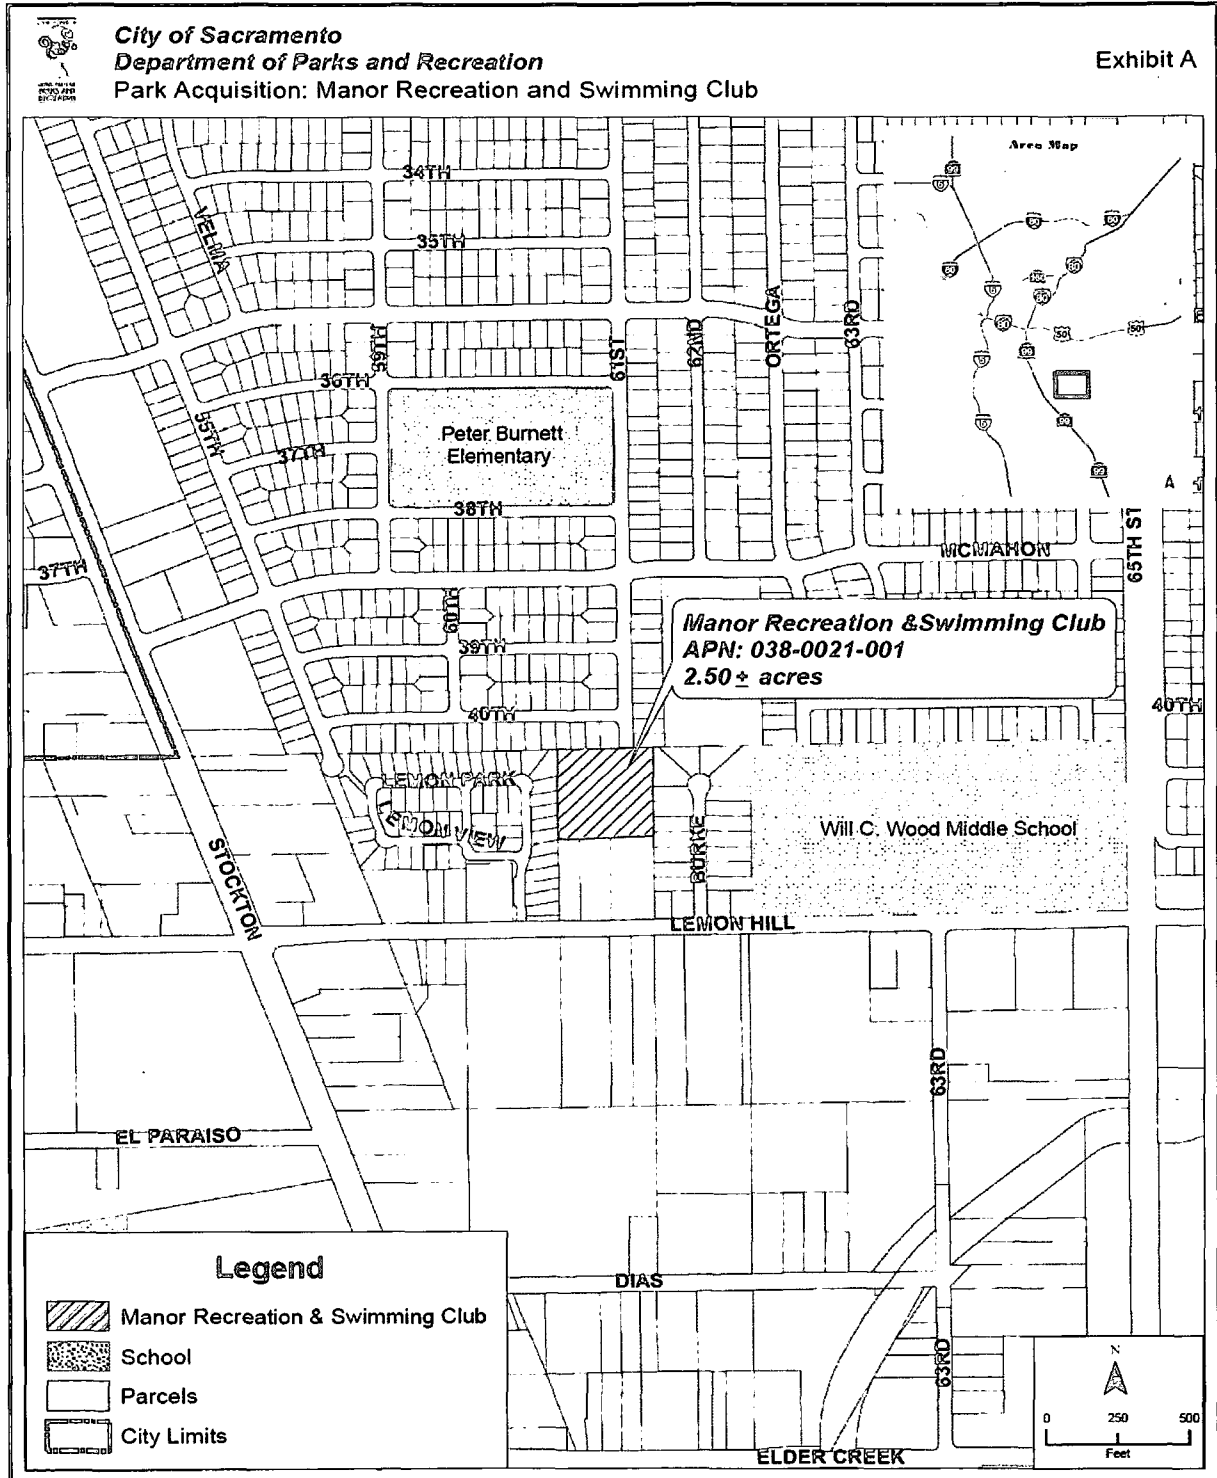 City of Sacramento
Department of Parks and Recreation
Park Acquisition: Manor Recreation and Swimming Club
Exhibit A
Area Map
34TH
VELMA
35TH
59TH
36TH
61ST
62ND
ORTEGA
63RD
55TH
37TH
Peter Burnett
Elementary
38TH
MCMAHON
65TH ST
37TH
60TH
39TH
40TH
40TH
Manor Recreation &Swimming Club
APN: 038-0021-001
2.50± acres
LEMON PARK
LEMON VIEW
BURKE
Will C. Wood Middle School
STOCKTON
LEMON HILL
63RD
EL PARAISO
DIAS
63RD
ELDER CREEK
Legend
Manor Recreation & Swimming Club
School
Parcels
City Limits
N
0 250 500
Feet